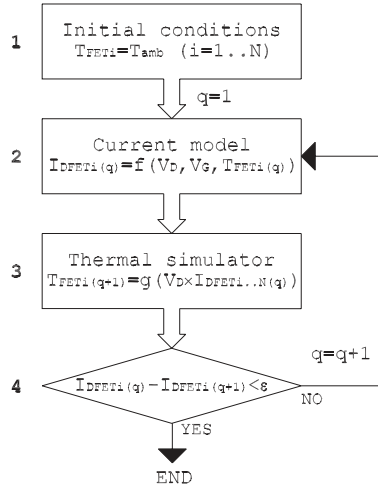 1
Initial conditions
TFETi=Tamb (i=1..N)
q=1
2
Current model
IDFETi(q)=f(VD,VG,TFETi(q))
3
Thermal simulator
TFETi(q+1)=g(VD×IDFETi..N(q))
q=q+1
4
IDFETi(q)-IDFETi(q+1)<ε
NO
YES
END